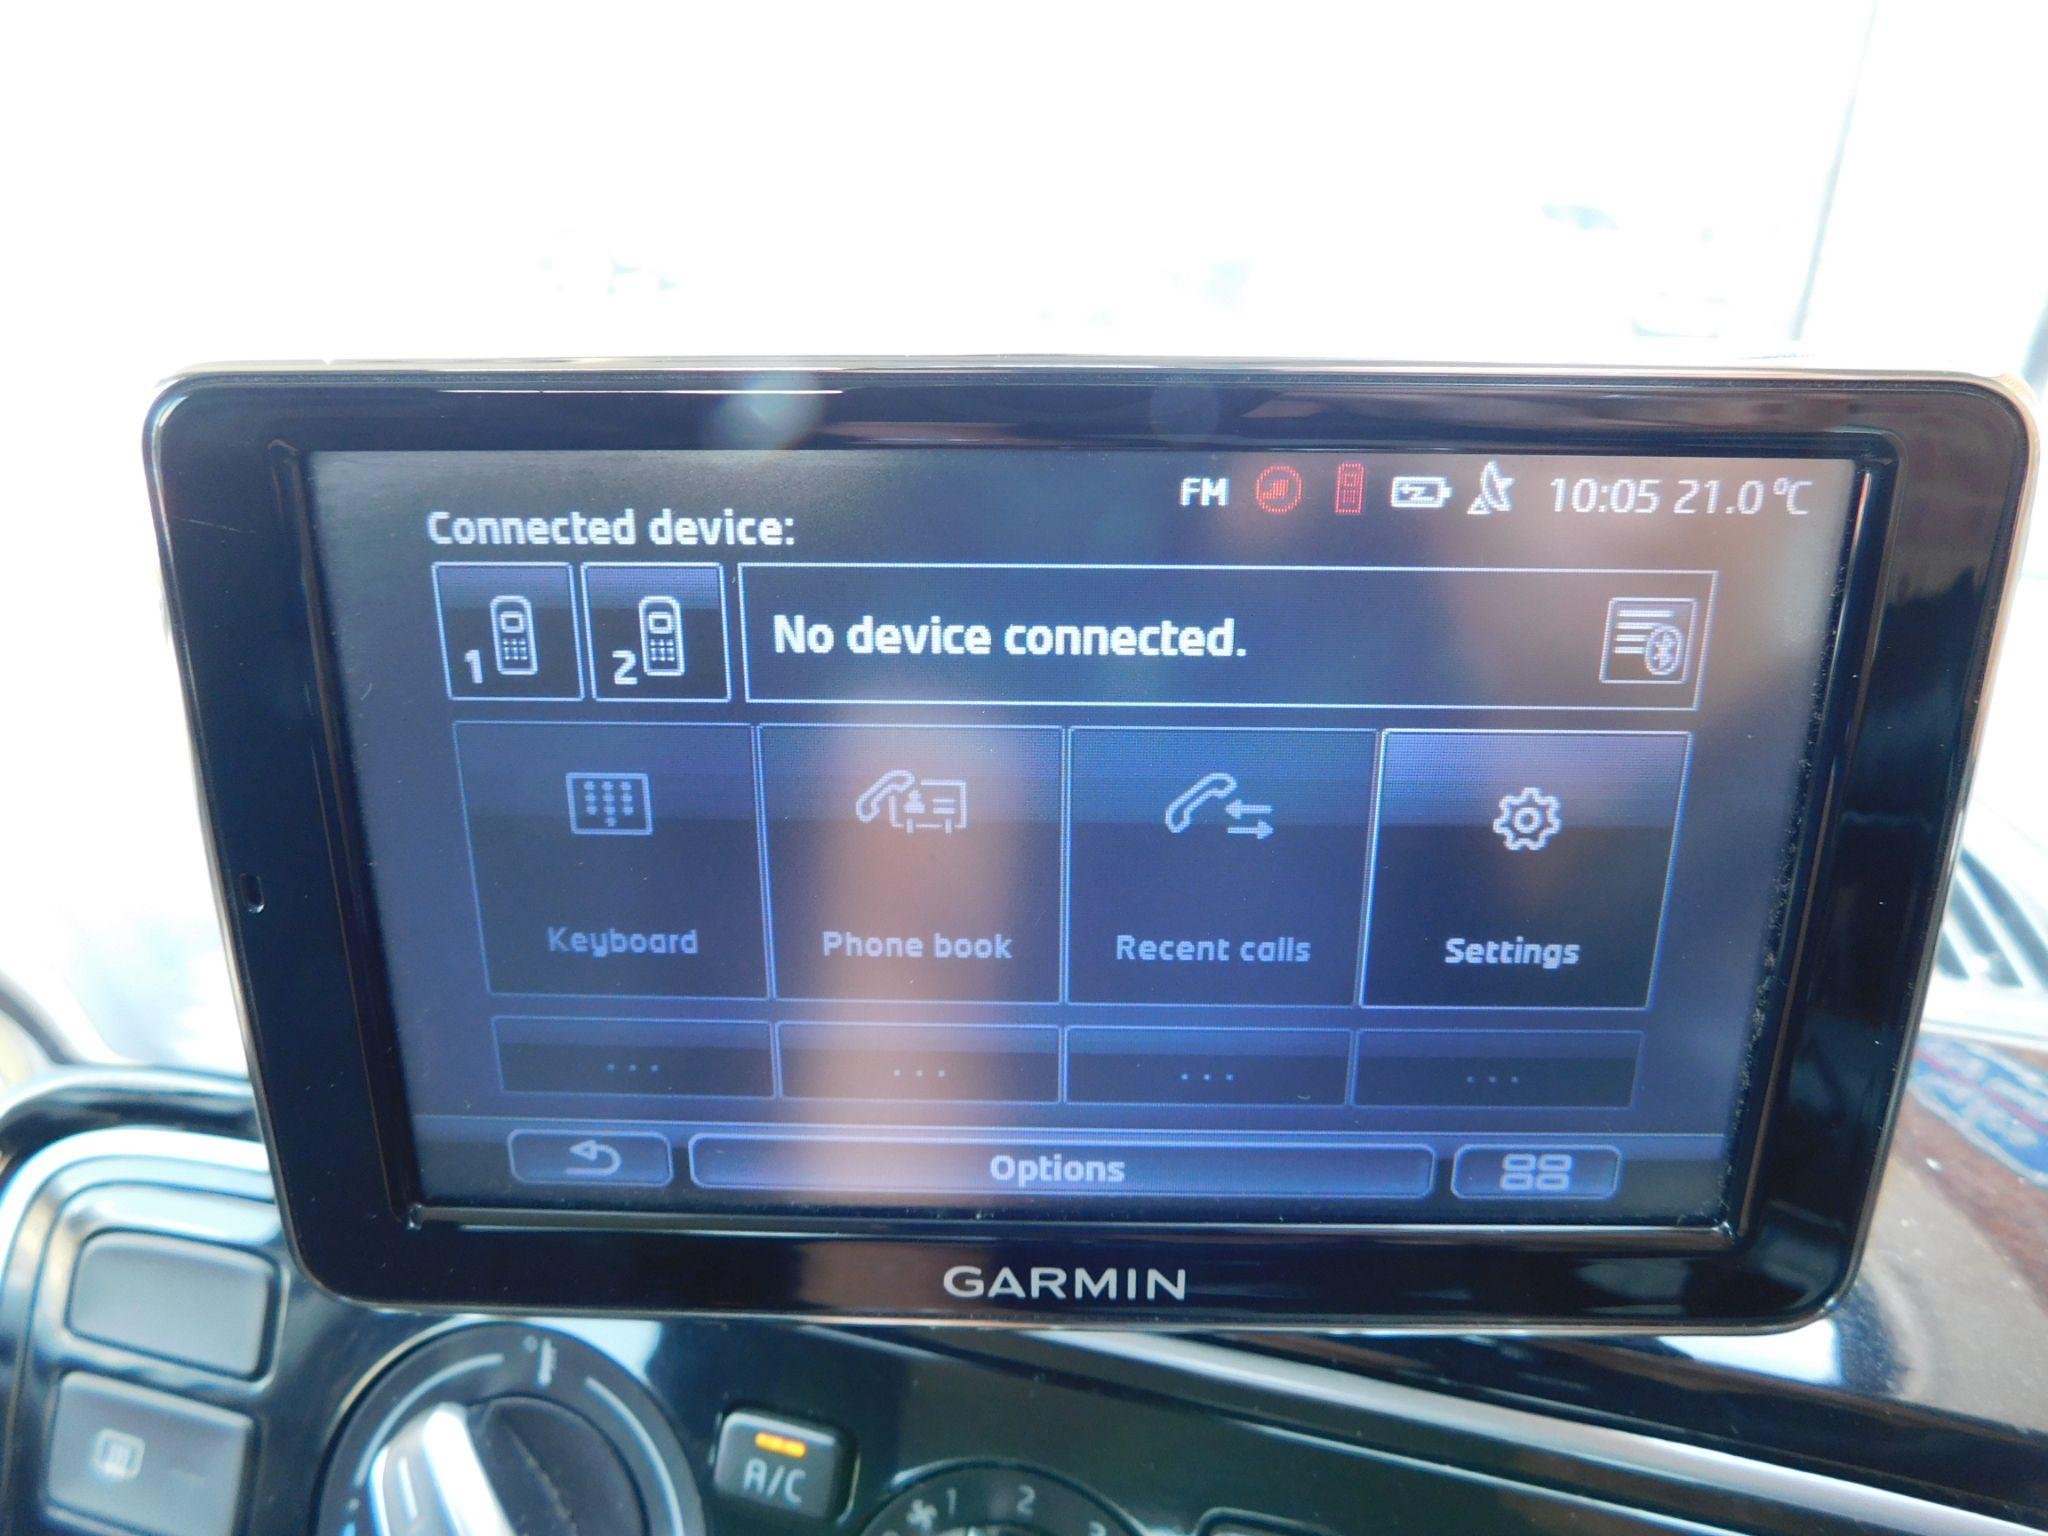 FM 10:05 21.0 °C
Connected device:
1 2 No device connected.
Keyboard Phone book Recent calls Settings
... ... ... ...
Options
GARMIN
A/C
1 2